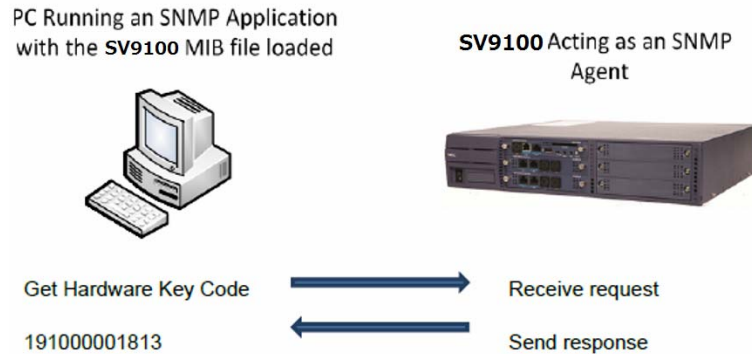 PC Running an SNMP Application
with the SV9100 MIB file loaded
SV9100 Acting as an SNMP
Agent
Get Hardware Key Code
Receive request
191000001813
Send response